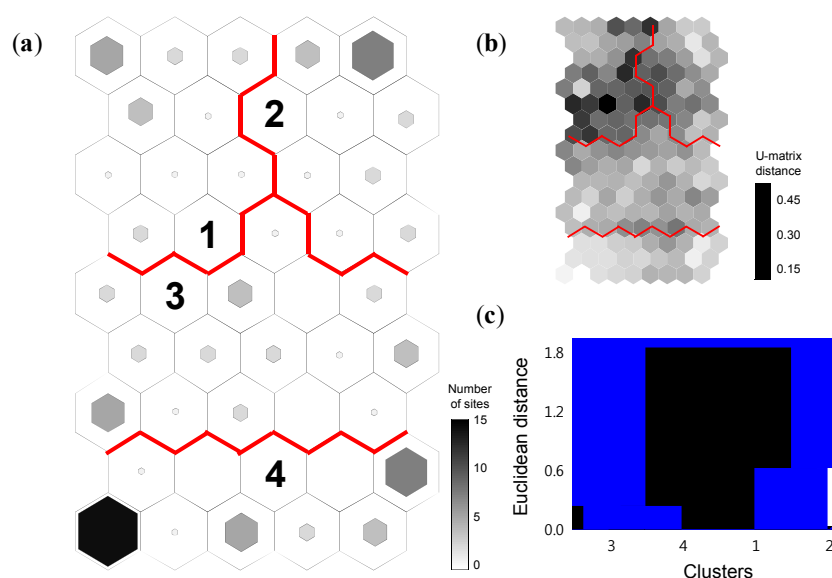 (a)
2
1
3
4
Number
of sites
15
10
5
0
(b)
U-matrix
distance
0.45
0.30
0.15
(c)
Euclidean distance
1.8
1.2
0.6
0.0
3 4 1 2
Clusters